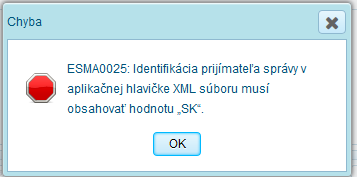 Chyba
ESMA0025: Identifikácia prijímateľa správy v
aplikačnej hlavičke XML súboru musí
obsahovať hodnotu „SK“.
OK